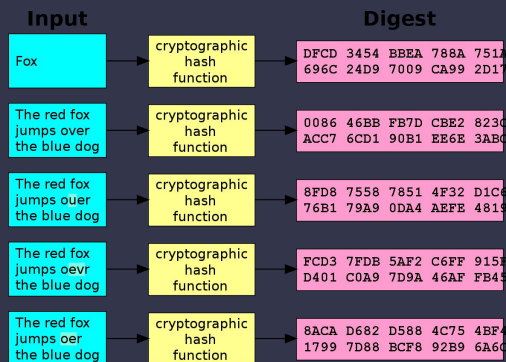 Input
Digest
Fox
cryptographic
hash
function
DFCD 3454 BBEA 788A 751A
696C 24D9 7009 CA99 2D17
The red fox
jumps over
the blue dog
cryptographic
hash
function
0086 46BB FB7D CBE2 823C
ACC7 6CD1 90B1 EE6E 3ABC
The red fox
jumps ouer
the blue dog
cryptographic
hash
function
8FD8 7558 7851 4F32 D1C6
76B1 79A9 0DA4 AEFE 4819
The red fox
jumps oevr
the blue dog
cryptographic
hash
function
FCD3 7FDB 5AF2 C6FF 915F
D401 C0A9 7D9A 46AF FB45
The red fox
jumps oer
the blue dog
cryptographic
hash
function
8ACA D682 D588 4C75 4BF4
1799 7D88 BCF8 92B9 6A6C